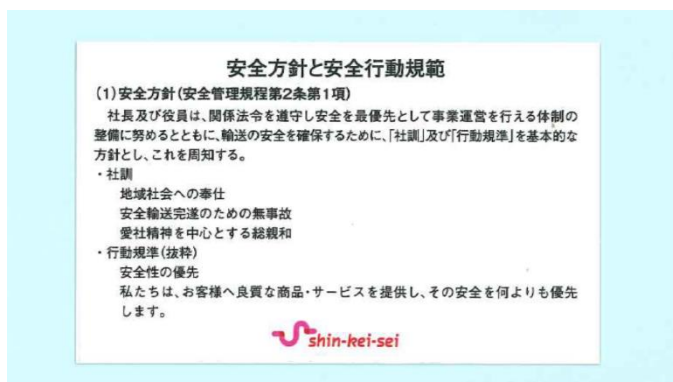 安全方針と安全行動規範
(1)安全方針(安全管理規程第2条第1項)
社長及び役員は、関係法令を遵守し安全を最優先として事業運営を行える体制の
整備に努めるとともに、輸送の安全を確保するために、「社訓」及び「行動規準」を基本的な
方針とし、これを周知する。
・社訓
地域社会への奉仕
安全輸送完遂のための無事故
愛社精神を中心とする総親和
・行動規準(抜粋)
安全性の優先
私たちは、お客様へ良質な商品・サービスを提供し、その安全を何よりも優先
します。
shin-kei-sei